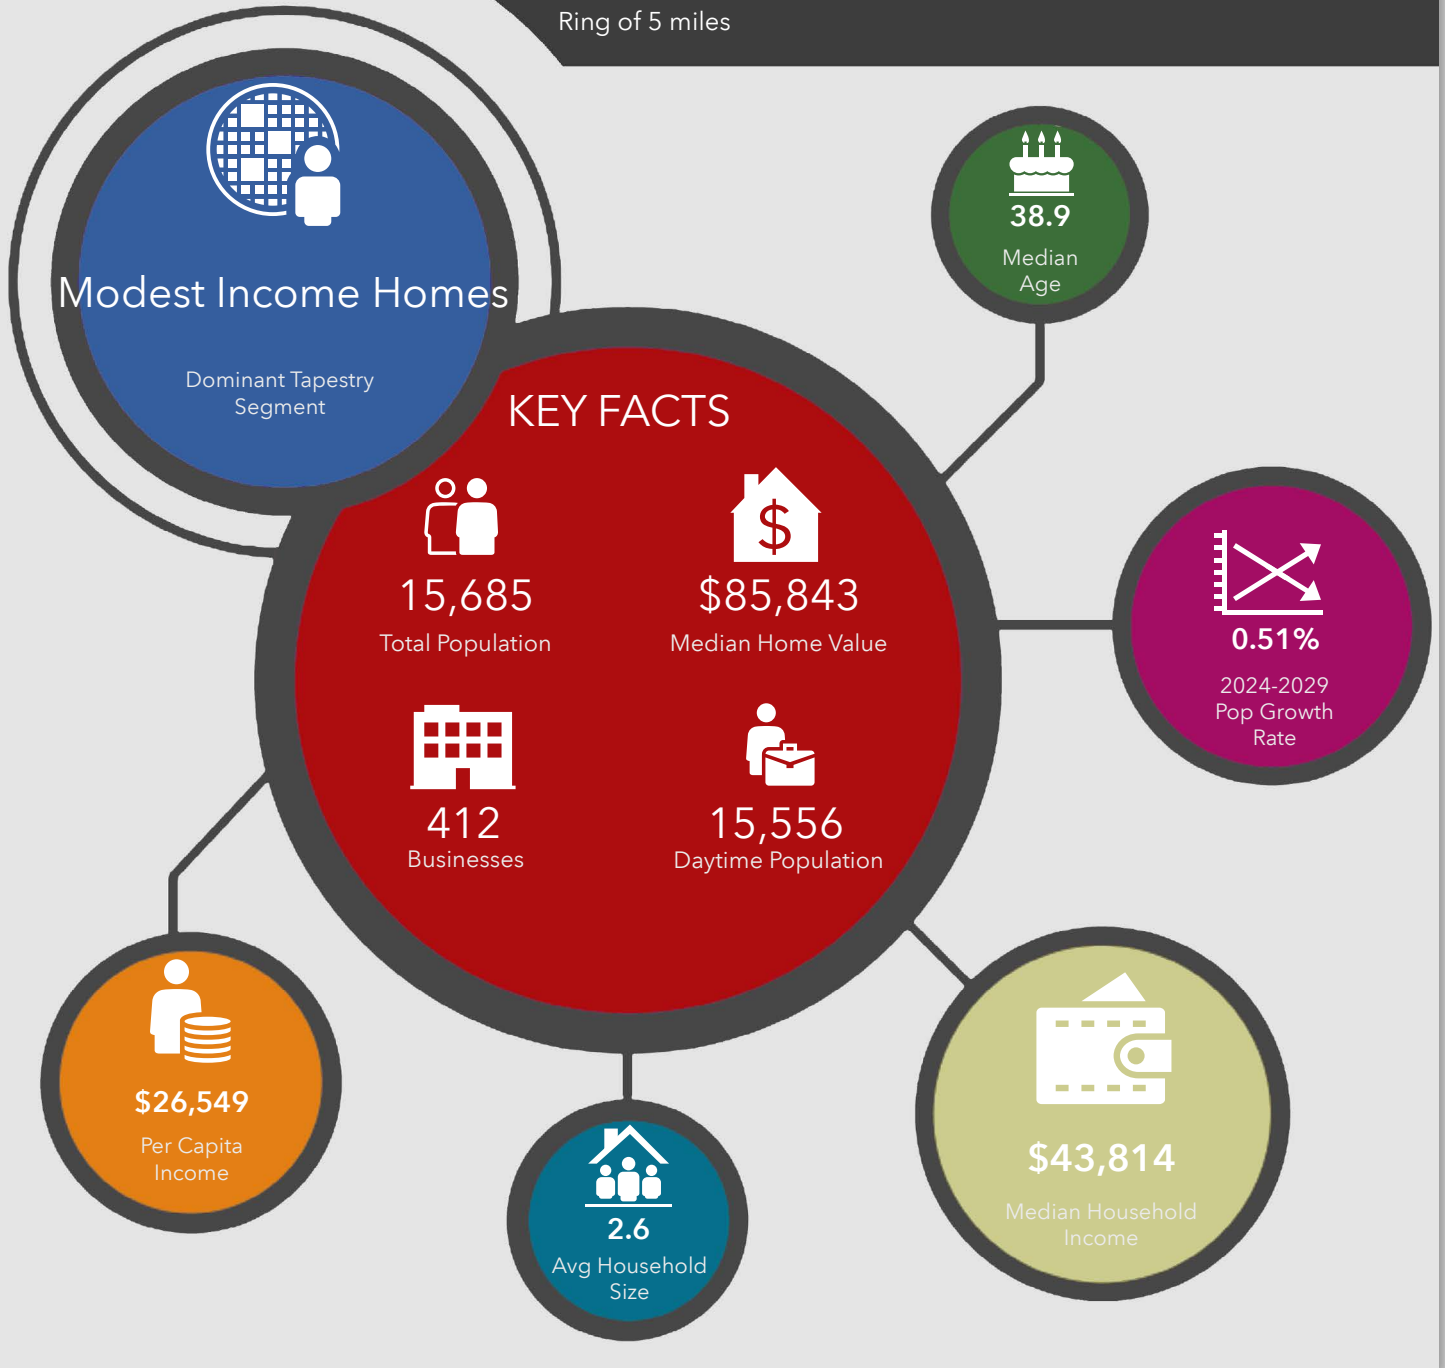 Ring of 5 miles
Modest Income Homes
Dominant Tapestry
Segment
KEY FACTS
15,685
Total Population
$85,843
Median Home Value
412
Businesses
15,556
Daytime Population
38.9
Median
Age
0.51%
2024-2029
Pop Growth
Rate
$26,549
Per Capita
Income
2.6
Avg Household
Size
$43,814
Median Household
Income